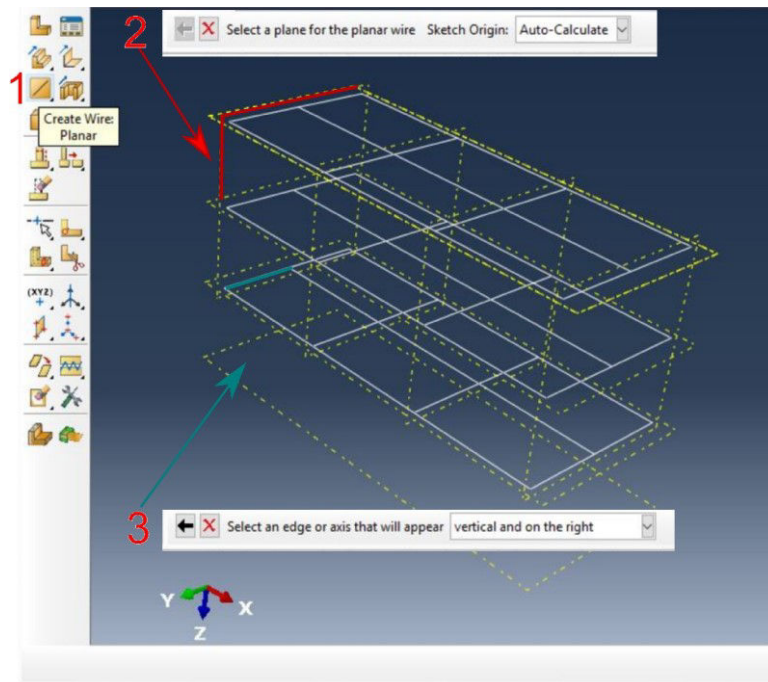 2
Select a plane for the planar wire Sketch Origin: Auto-Calculate
1
Create Wire:
Planar
(XYZ)
3
Select an edge or axis that will appear vertical and on the right
Y
X
Z